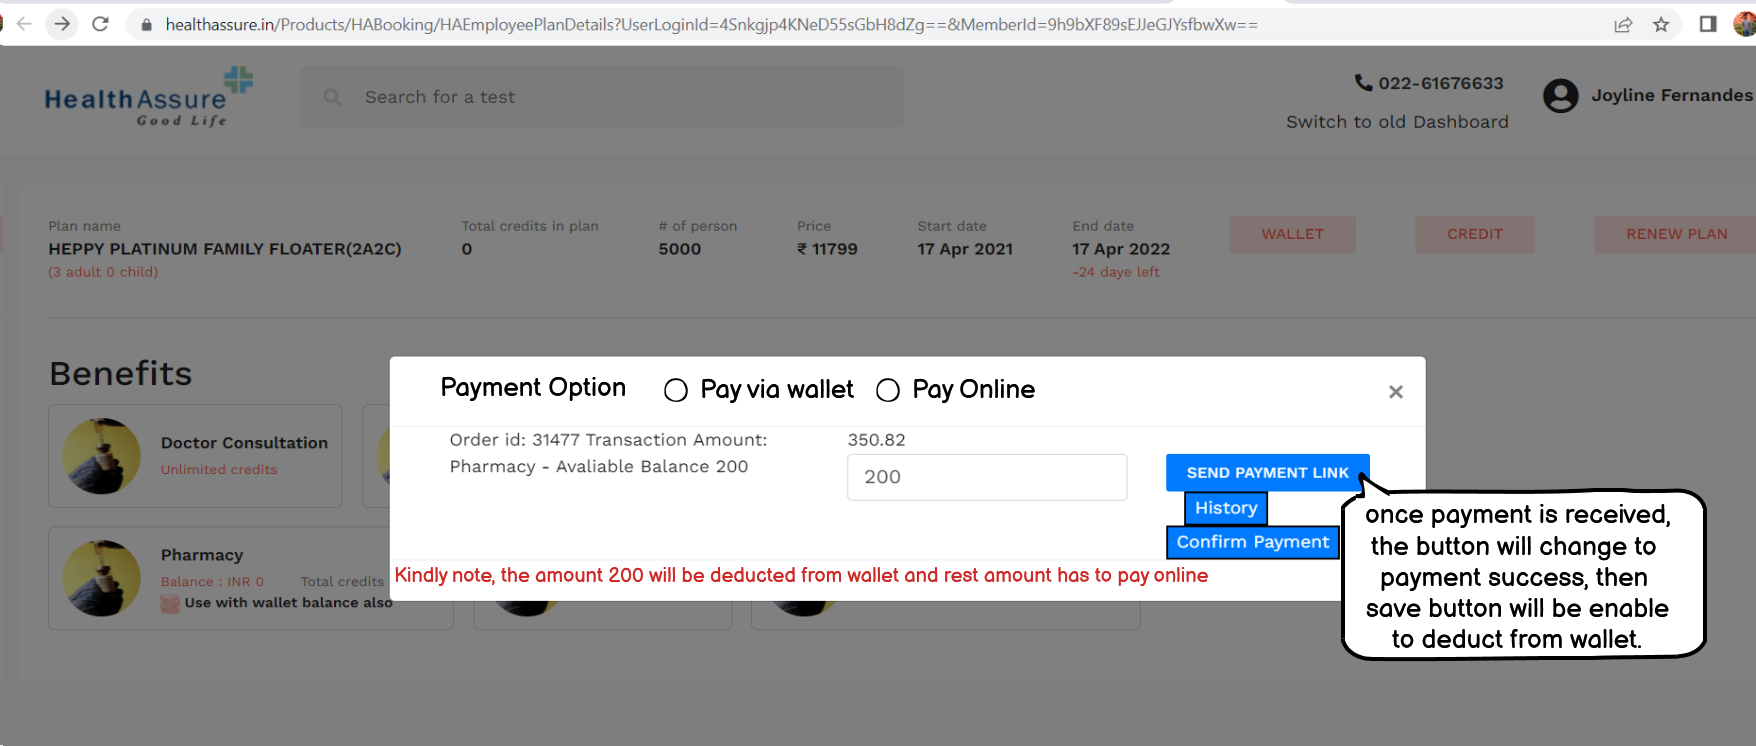 healthassure.in/Products/HABooking/HAEmployeePlanDetails?UserLoginId=4Snkgjp4KNeD55sGbH8dZg==&MemberId=9h9bXF89sEJJeGJYsfbwXw==
HealthAssure
Good Life
Search for a test
022-61676633
Switch to old Dashboard
Joyline Fernandes
Plan name
HEPPY PLATINUM FAMILY FLOATER(2A2C)
(3 adult 0 child)
Total credits in plan
0
# of person
5000
Price
₹ 11799
Start date
17 Apr 2021
End date
17 Apr 2022
-24 daye left
WALLET
CREDIT
RENEW PLAN
Benefits
Doctor Consultation
Unlimited credits
Pharmacy
Balance : INR 0 Total credits
Use with wallet balance also
Payment Option Pay via wallet Pay Online
×
Order id: 31477 Transaction Amount: 350.82
Pharmacy - Avaliable Balance 200
200
SEND PAYMENT LINK
History
Confirm Payment
Kindly note, the amount 200 will be deducted from wallet and rest amount has to pay online
once payment is received,
the button will change to
payment success, then
save button will be enable
to deduct from wallet.